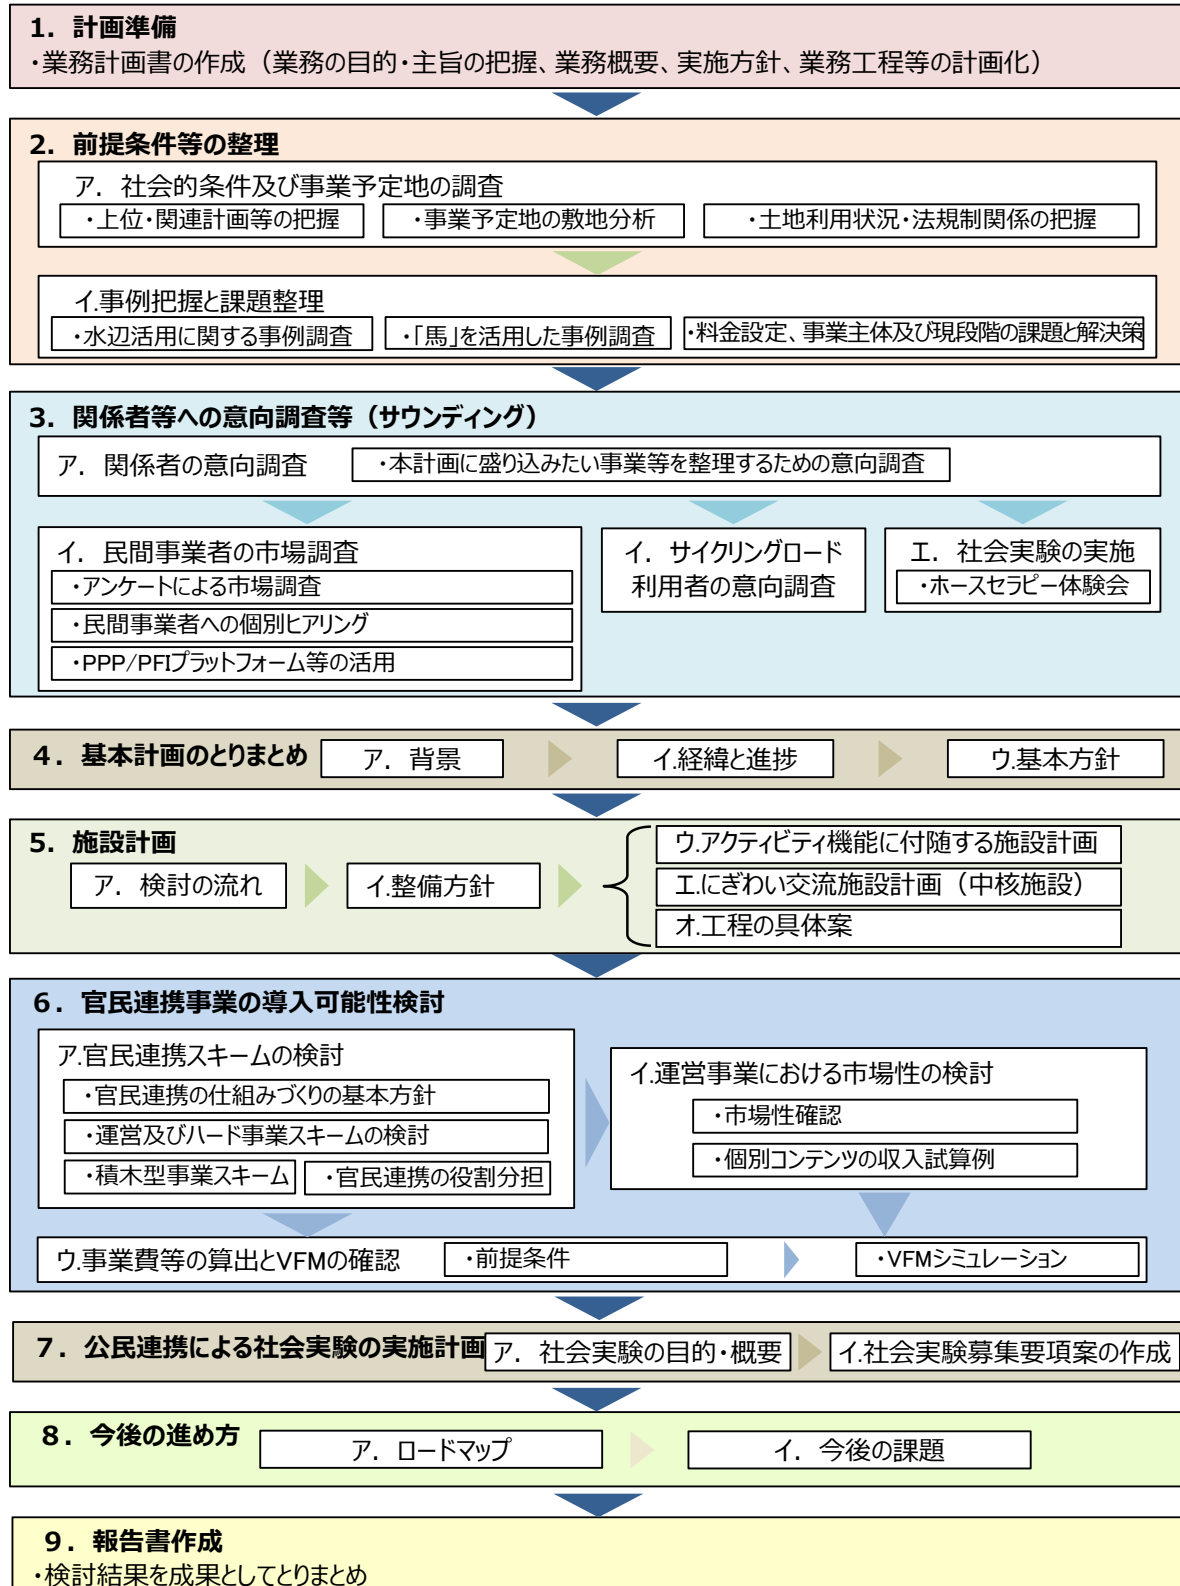 1. 計画準備
・業務計画書の作成（業務の目的・主旨の把握、業務概要、実施方針、業務工程等の計画化）
2. 前提条件等の整理
ア. 社会的条件及び事業予定地の調査
・上位・関連計画等の把握
・事業予定地の敷地分析
・土地利用状況・法規制関係の把握
イ.事例把握と課題整理
・水辺活用に関する事例調査
・「馬」を活用した事例調査
・料金設定、事業主体及び現段階の課題と解決策
3. 関係者等への意向調査等（サウンディング）
ア. 関係者の意向調査
・本計画に盛り込みたい事業等を整理するための意向調査
イ. 民間事業者の市場調査
・アンケートによる市場調査
・民間事業者への個別ヒアリング
・PPP/PFIプラットフォーム等の活用
イ. サイクリングロード
利用者の意向調査
エ. 社会実験の実施
・ホースセラピー体験会
4. 基本計画のとりまとめ
ア. 背景
イ.経緯と進捗
ウ.基本方針
5. 施設計画
ア. 検討の流れ
イ.整備方針
ウ.アクティビティ機能に付随する施設計画
エ.にぎわい交流施設計画（中核施設）
オ.工程の具体案
6. 官民連携事業の導入可能性検討
ア.官民連携スキームの検討
・官民連携の仕組みづくりの基本方針
・運営及びハード事業スキームの検討
・積木型事業スキーム
・官民連携の役割分担
イ.運営事業における市場性の検討
・市場性確認
・個別コンテンツの収入試算例
ウ.事業費等の算出とVFMの確認
・前提条件
・VFMシミュレーション
7. 公民連携による社会実験の実施計画
ア. 社会実験の目的・概要
イ.社会実験募集要項案の作成
8. 今後の進め方
ア. ロードマップ
イ. 今後の課題
9. 報告書作成
・検討結果を成果としてとりまとめ